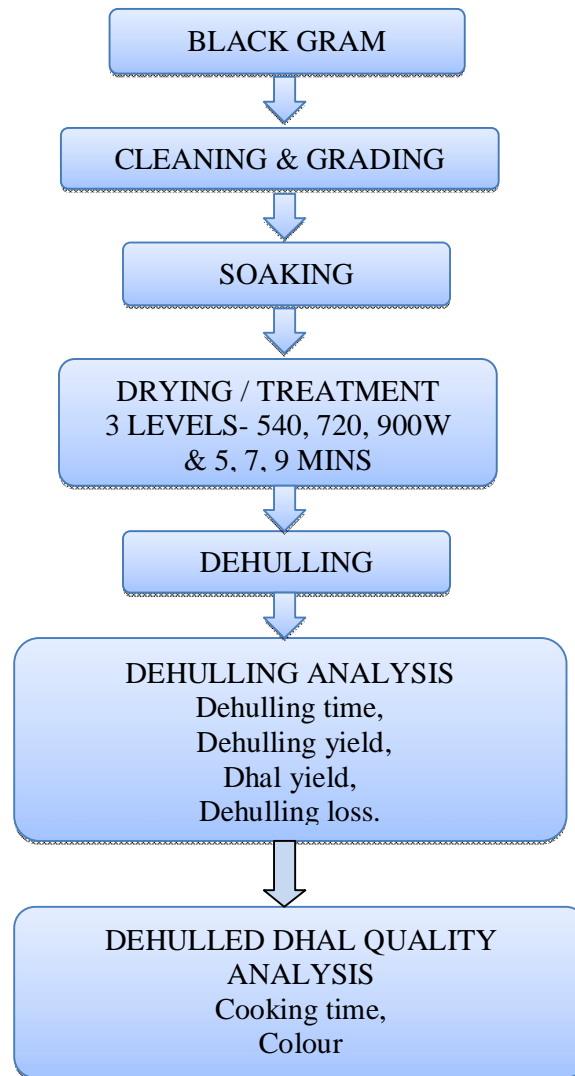 BLACK GRAM
CLEANING & GRADING
SOAKING
DRYING / TREATMENT
3 LEVELS- 540, 720, 900W
& 5, 7, 9 MINS
DEHULLING
DEHULLING ANALYSIS
Dehulling time,
Dehulling yield,
Dhal yield,
Dehulling loss.
DEHULLED DHAL QUALITY
ANALYSIS
Cooking time,
Colour